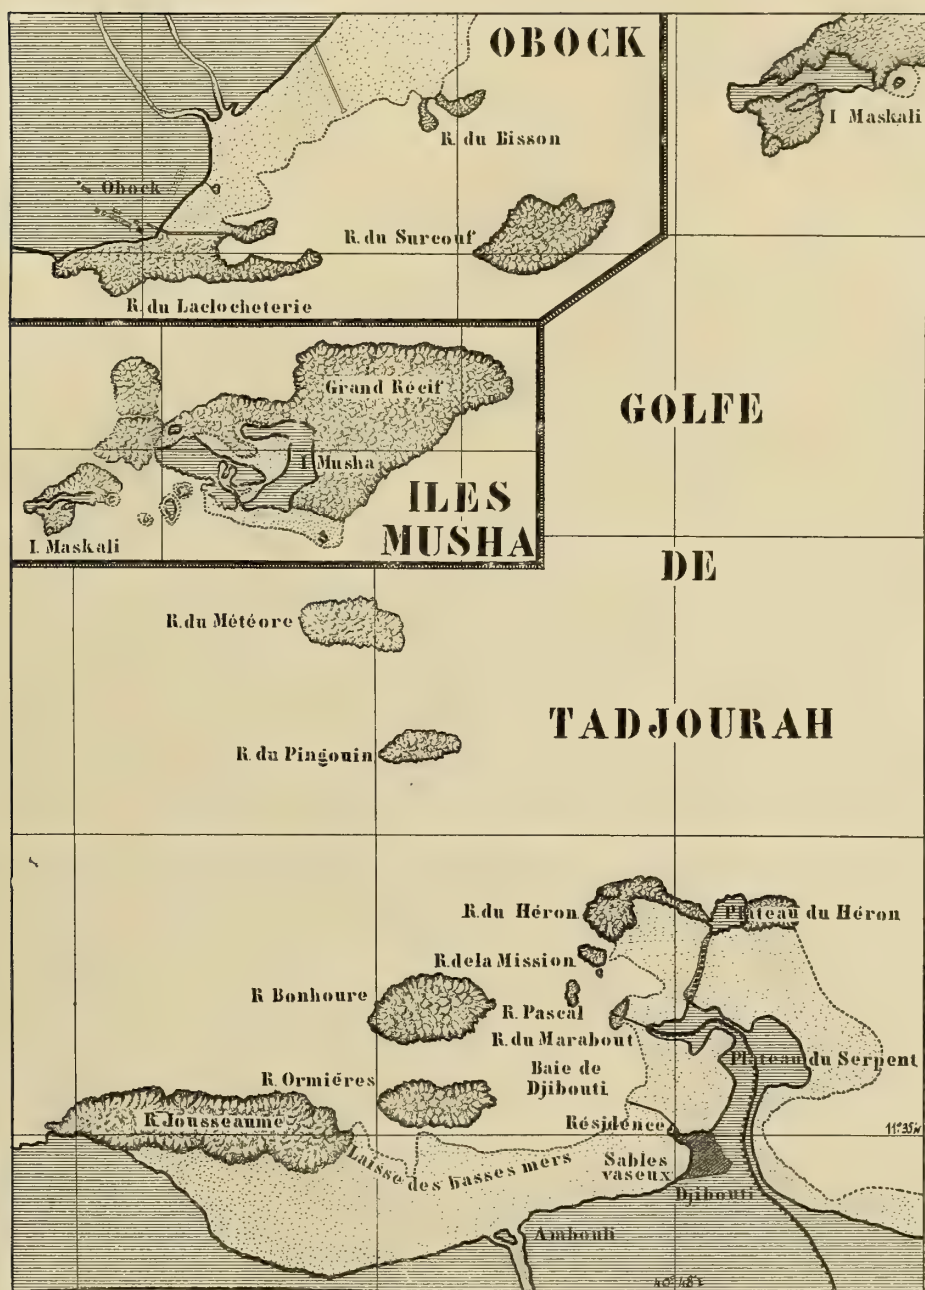 OBOCK
R. du Bisson
I Maskali
Obock
R. du Surcouf
R. du Laclocheterie
Grand Récif
I. Musha
ILES
MUSHA
I. Maskali
GOLFE
DE
TADJOURAH
R. du Météore
R. du Pingouin
R. du Héron
Plateau du Héron
R. de la Mission
R Bonhoure
R. Pascal
R. du Marabout
Plateau du Serpent
R. Ormières
Baie de
Djibouti
R. Jousseaume
Résidence
11°35'N
Laisse des basses mers
Sables
vaseux
Djibouti
Ambouli
40°48'E